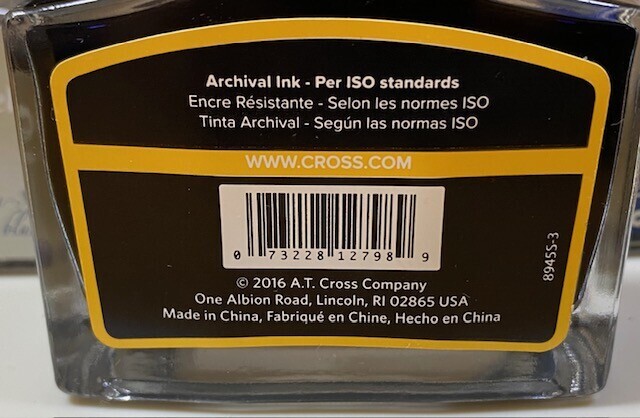 Archival Ink - Per ISO standards
Encre Résistante - Selon les normes ISO
Tinta Archival - Según las normas ISO
WWW.CROSS.COM
0 73228 12798 9
8945S-3
© 2016 A.T. Cross Company
One Albion Road, Lincoln, RI 02865 USA
Made in China, Fabriqué en Chine, Hecho en China